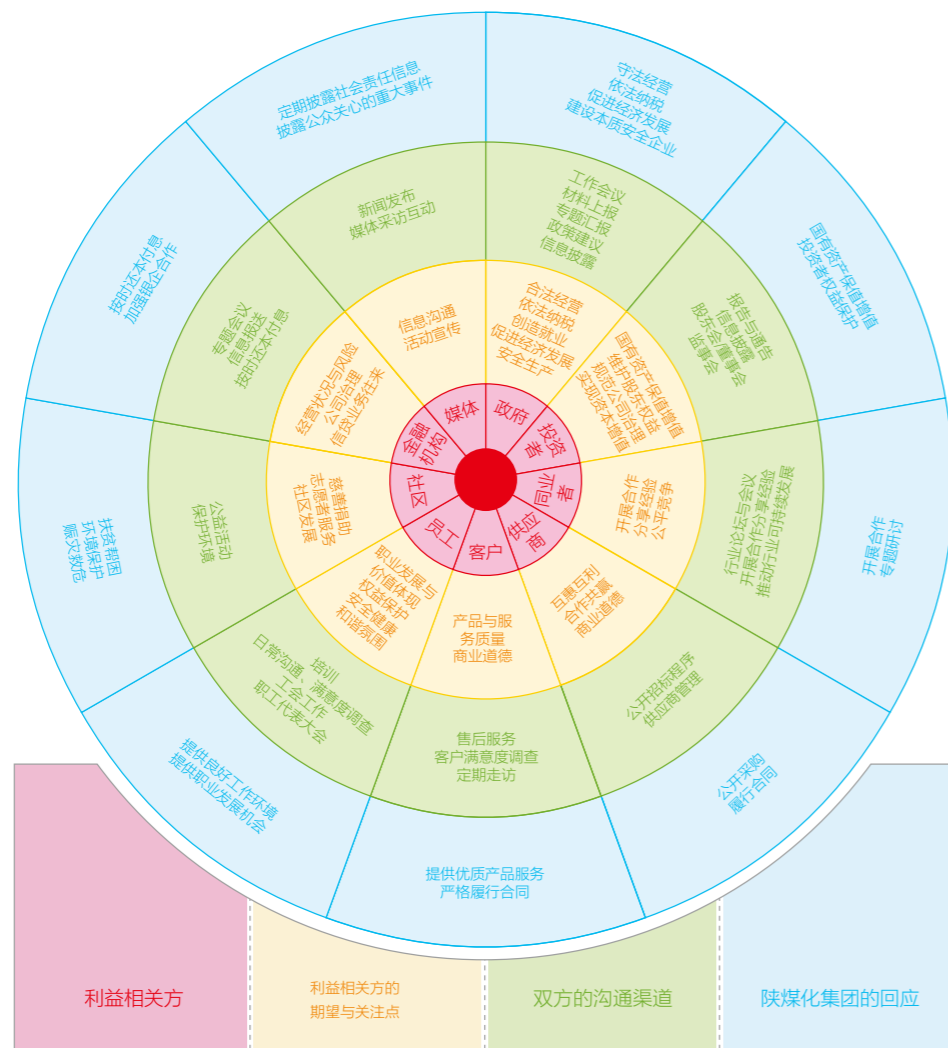 定期披露社会责任信息
披露公众关心的重大事件
守法经营
依法纳税
促进经济发展
建设本质安全企业
国有资产保值增值
投资者权益保护
开展合作
专题研讨
公开采购
履行合同
提供优质产品服务
严格履行合同
提供良好工作环境
提供职业发展机会
扶贫帮困
环境保护
赈灾救危
按时还本付息
加强银企合作
新闻发布
媒体采访互动
工作会议
材料上报
专题汇报
政策建议
信息披露
报告与通告
信息披露
股东会/董事会
监事会
行业论坛与会议
开展合作分享经验
推动行业可持续发展
公开招标程序
供应商管理
售后服务
客户满意度调查
定期走访
培训
日常沟通、满意度调查
工会工作
职工代表大会
公益活动
保护环境
专题会议
信息报送
按时还本付息
信息沟通
活动宣传
合法经营
依法纳税
创造就业
促进经济发展
安全生产
国有资产保值增值
维护股东权益
规范公司治理
实现资本增值
开展合作
分享经验
公平竞争
互惠互利
合作共赢
商业道德
产品与服
务质量
商业道德
职业发展与
价值体现
权益保护
安全健康
和谐氛围
慈善捐助
志愿者服务
社区发展
经营状况与风险
公司治理
信贷业务往来
媒体
政府
投资
者
同业
者
供应
商
客户
员工
社区
金融
机构
利益相关方
利益相关方的
期望与关注点
双方的沟通渠道
陕煤化集团的回应